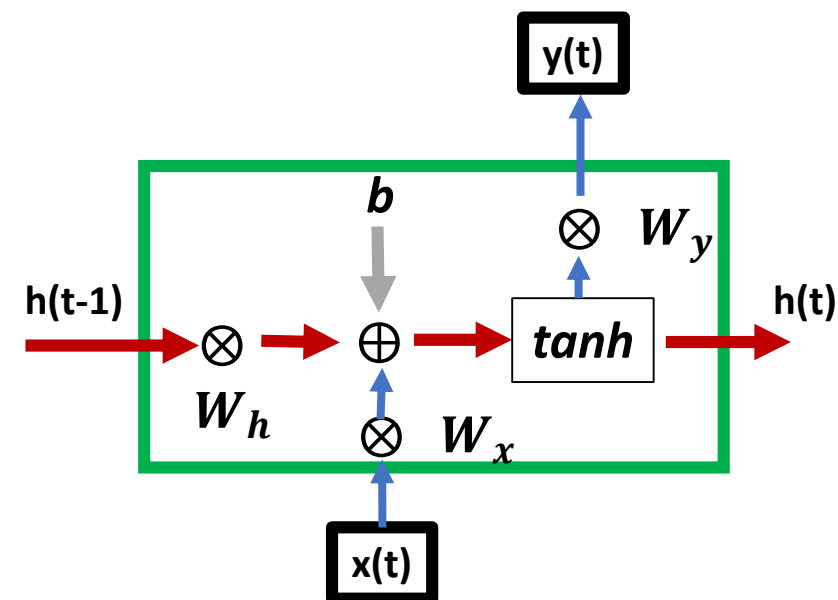 y(t)
b
W_y
h(t-1)
h(t)
tanh
W_h
W_x
x(t)